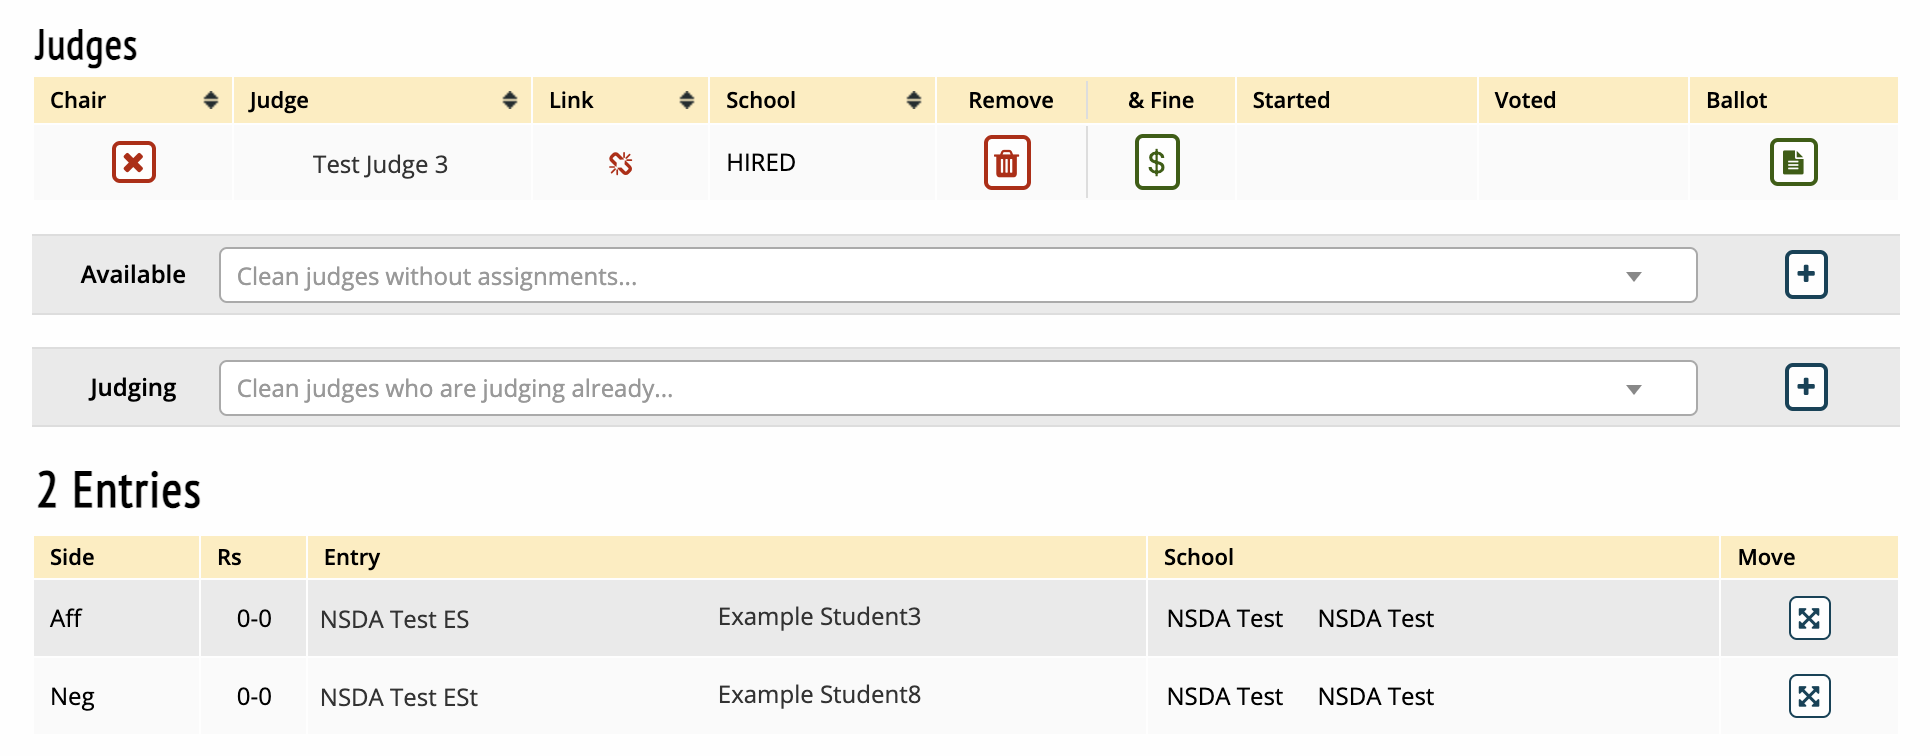 Judges
Chair Judge Link School Remove & Fine Started Voted Ballot
Test Judge 3 HIRED $
Available Clean judges without assignments...
Judging Clean judges who are judging already...
2 Entries
Side Rs Entry School Move
Aff 0-0 NSDA Test ES Example Student3 NSDA Test NSDA Test
Neg 0-0 NSDA Test ESt Example Student8 NSDA Test NSDA Test